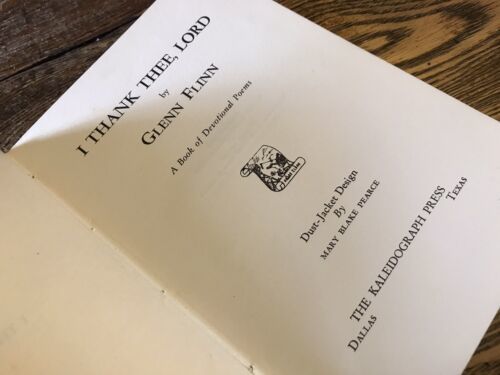 I THANK THEE, LORD
by
GLENN FLINN
A Book of Devotional Poems
Dust-Jacket Design
By
MARY BLAKE PEARCE
THE KALEIDOGRAPH PRESS
DALLAS TEXAS